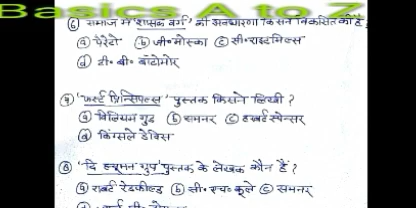 Basics A to Z
⑥ समाज में 'शासक वर्ग' की अवधारणा किसने विकसित की है
ⓐ पैरेटो ⓑ जी॰ मोस्का ⓒ सी॰ राइटमिल्स
ⓓ टी॰ बी॰ बॉटोमोर
'फर्स्ट प्रिन्सिपल्स' पुस्तक किसने लिखी ?
ⓐ विलियम गुड ⓑ समनर ⓒ हरबर्ट स्पेन्सर
ⓓ किंग्सले डेविस
⑧ 'दि ह्यूमन ग्रुप' पुस्तक के लेखक कौन हैं ?
ⓐ राबर्ट रेडफील्ड ⓑ सी॰ एच॰ कूले ⓒ समनर